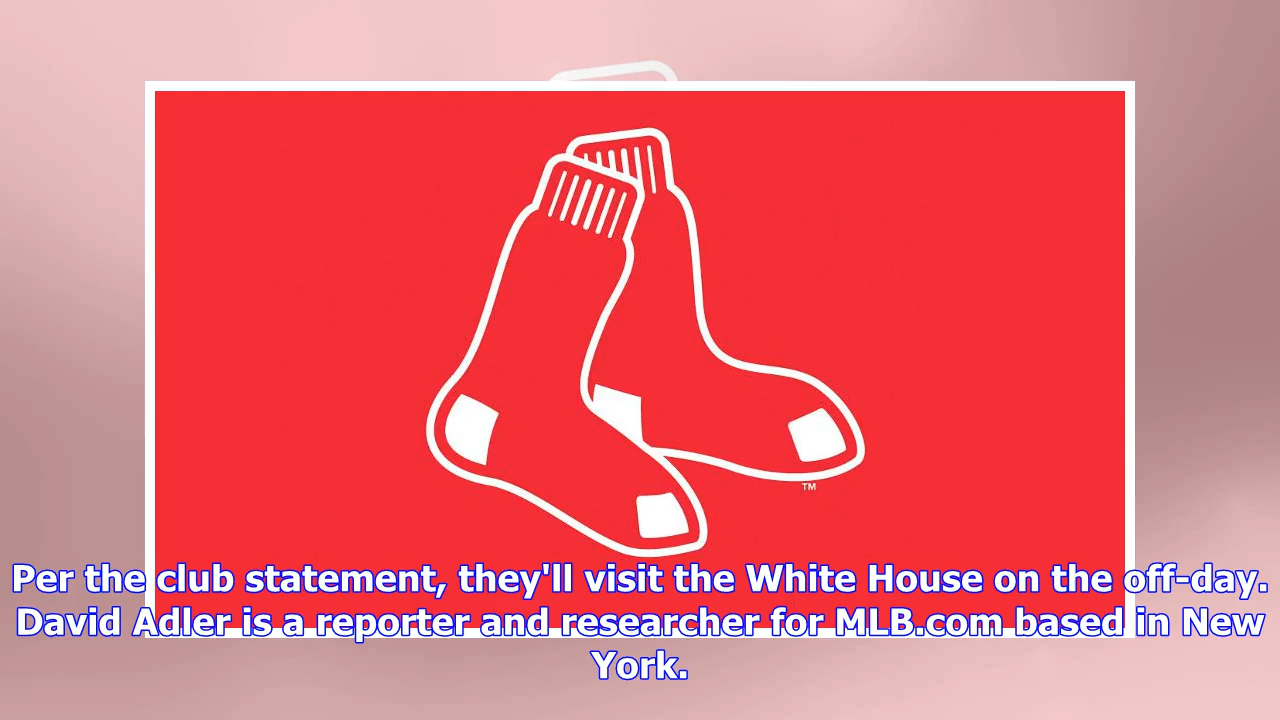 TM
Per the club statement, they'll visit the White House on the off-day.
David Adler is a reporter and researcher for MLB.com based in New
York.